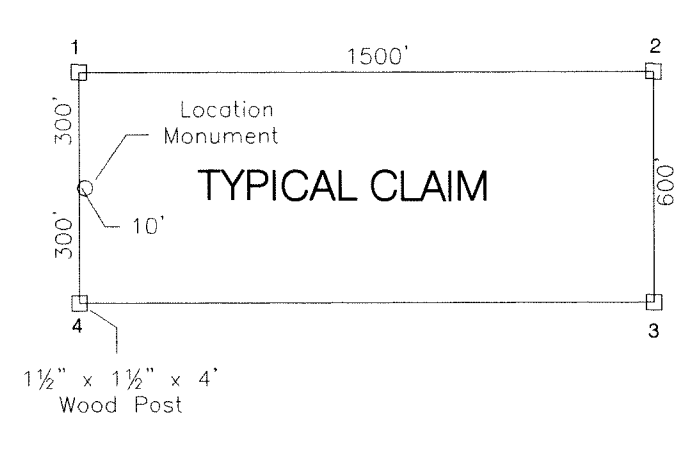 1
2
1500'
300'
Location
Monument
TYPICAL CLAIM
600'
300'
10'
4
3
1½" x 1½" x 4'
Wood Post